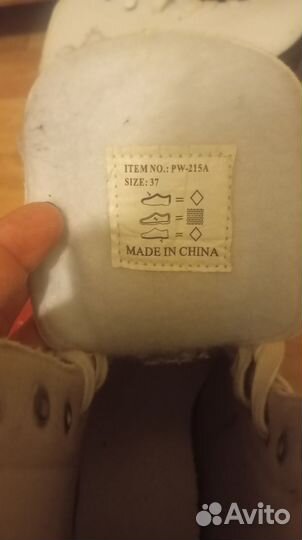 ITEM NO.: PW-215A
SIZE: 37
=
=
=
MADE IN CHINA
Avito